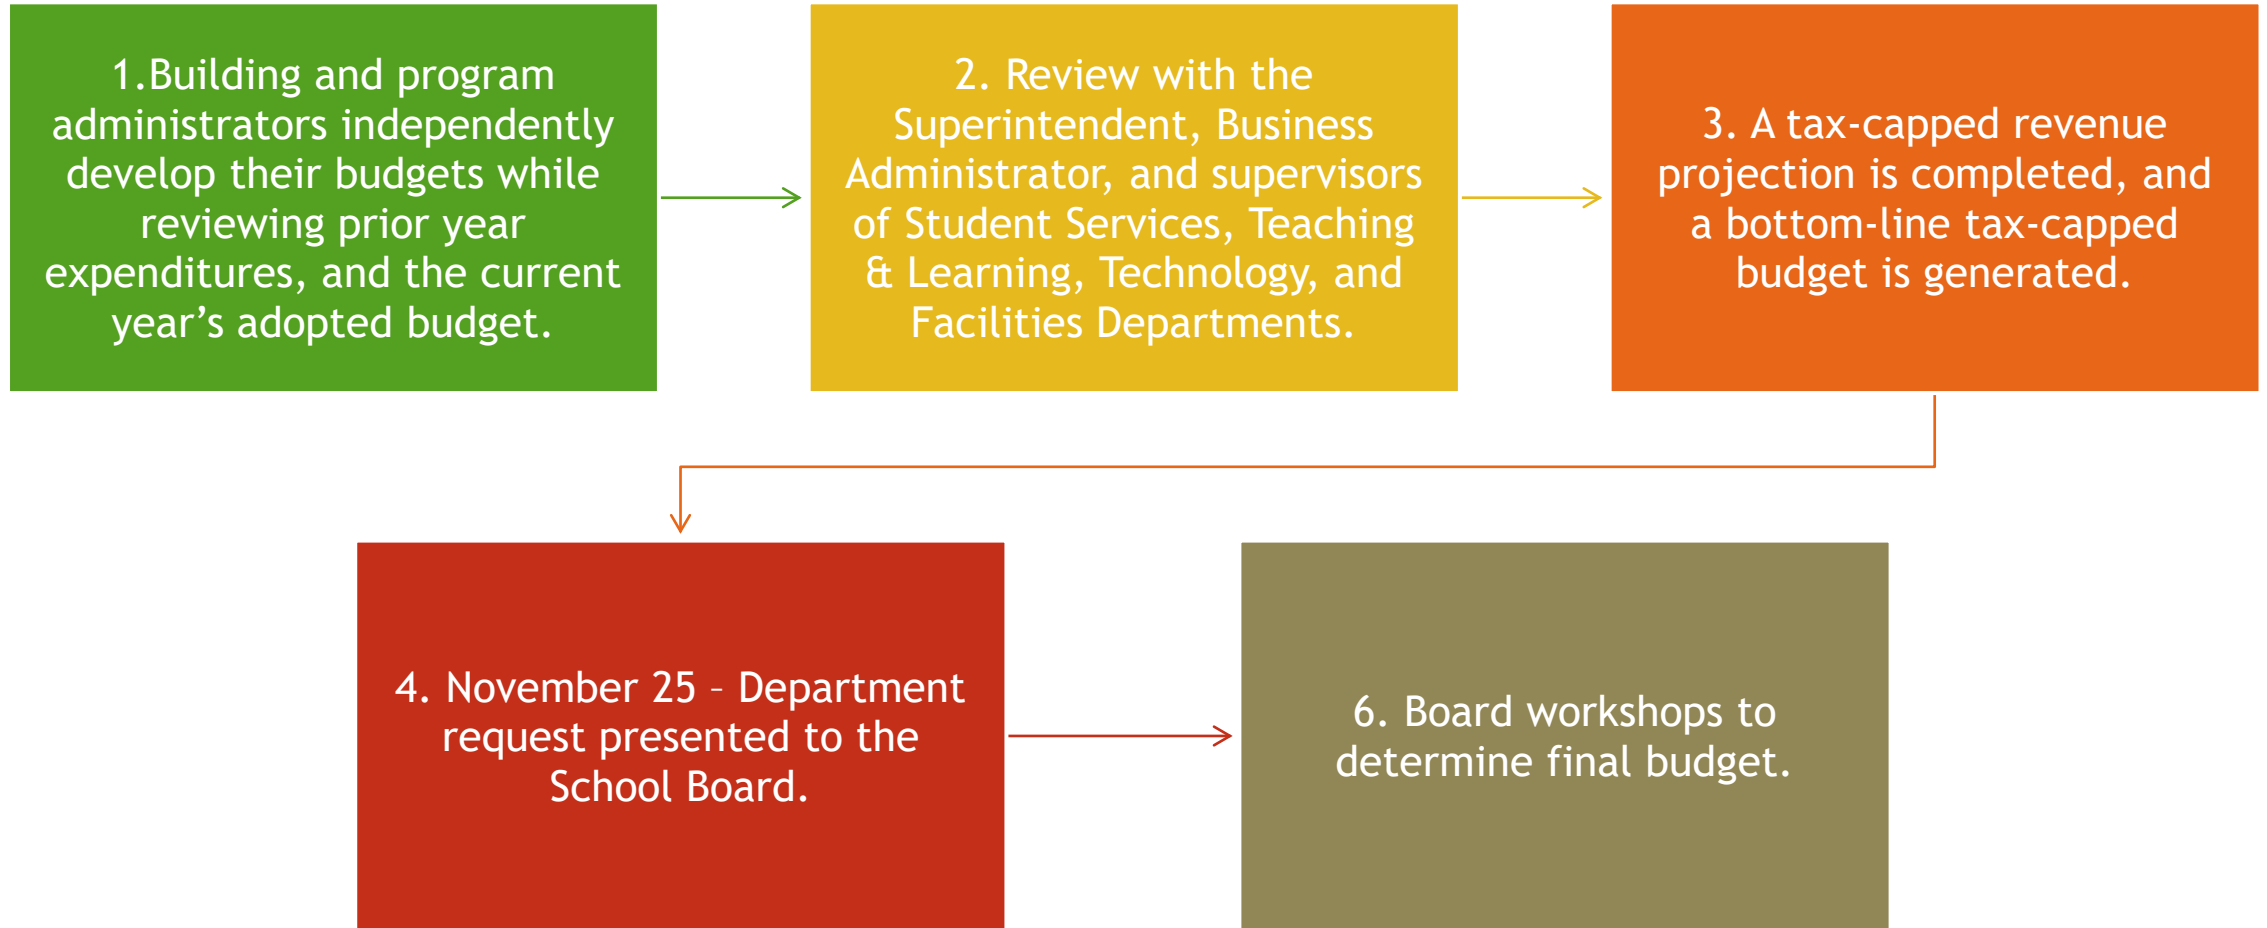 1.Building and program
administrators independently
develop their budgets while
reviewing prior year
expenditures, and the current
year’s adopted budget.
2. Review with the
Superintendent, Business
Administrator, and supervisors
of Student Services, Teaching
& Learning, Technology, and
Facilities Departments.
3. A tax-capped revenue
projection is completed, and
a bottom-line tax-capped
budget is generated.
4. November 25 – Department
request presented to the
School Board.
6. Board workshops to
determine final budget.